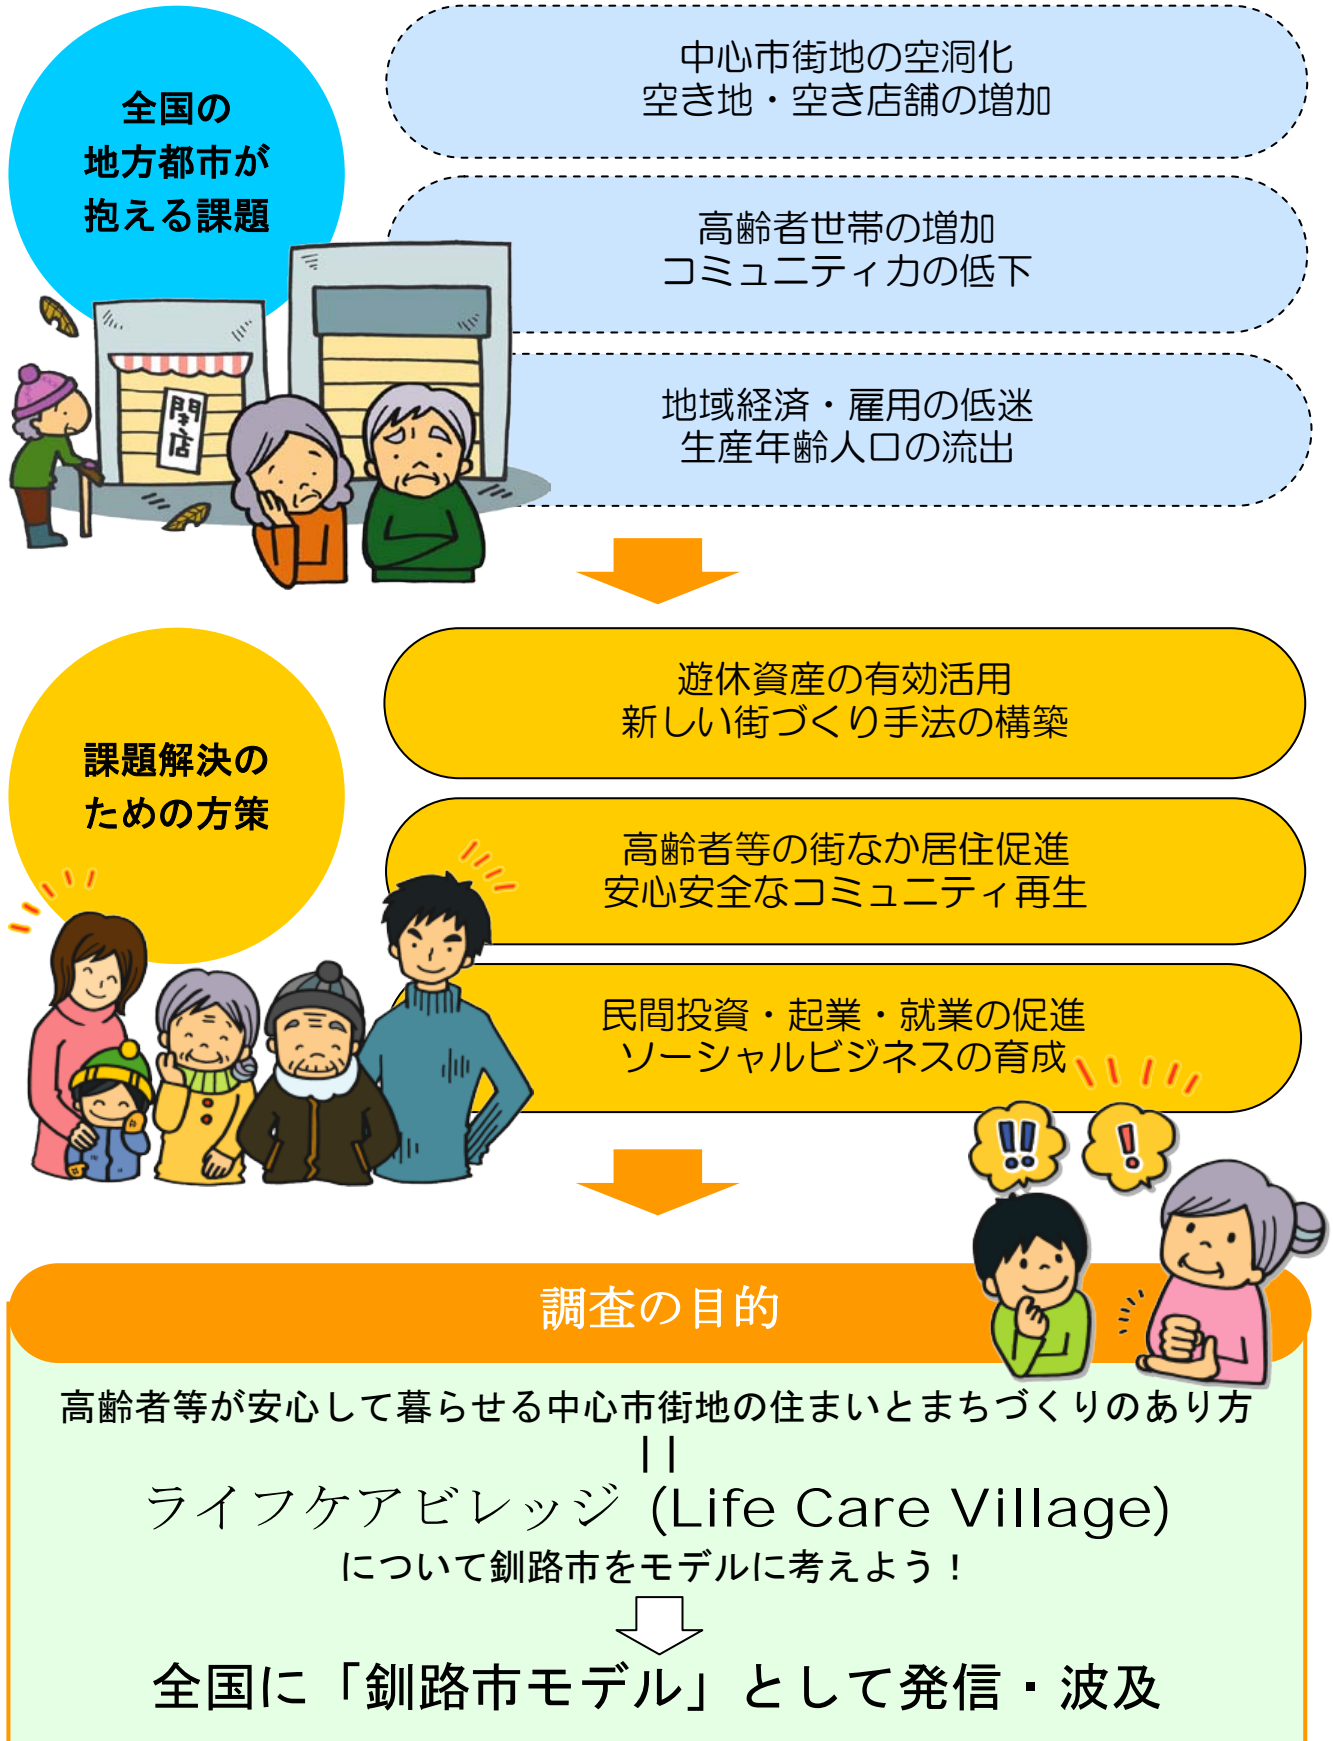 全国の
地方都市が
抱える課題
中心市街地の空洞化
空き地・空き店舗の増加
高齢者世帯の増加
コミュニティ力の低下
地域経済・雇用の低迷
生産年齢人口の流出
閉店
課題解決の
ための方策
遊休資産の有効活用
新しい街づくり手法の構築
高齢者等の街なか居住促進
安心安全なコミュニティ再生
民間投資・起業・就業の促進
ソーシャルビジネスの育成
!!
!
調査の目的
高齢者等が安心して暮らせる中心市街地の住まいとまちづくりのあり方
||
ライフケアビレッジ (Life Care Village)
について釧路市をモデルに考えよう！
全国に「釧路市モデル」として発信・波及